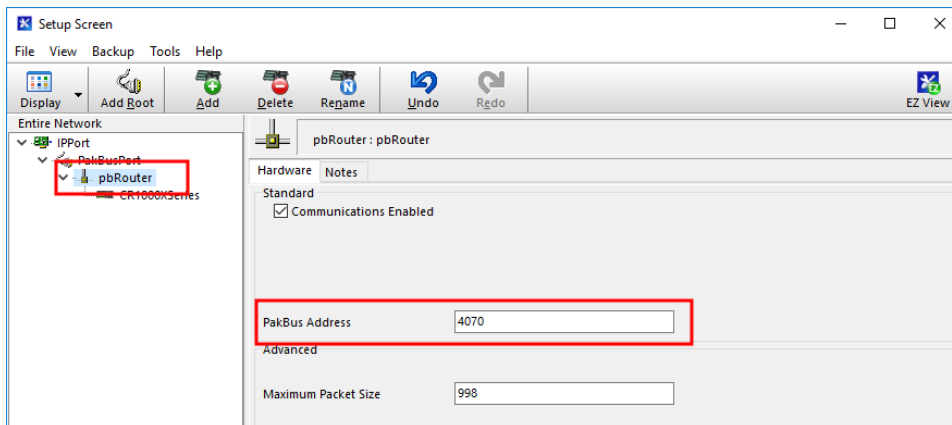 Setup Screen
File View Backup Tools Help
Display Add Root Add Delete Rename Undo Redo EZ View
Entire Network
IPPort
PakBusPort
pbRouter
CR1000XSeries
pbRouter : pbRouter
Hardware Notes
Standard
Communications Enabled
PakBus Address 4070
Advanced
Maximum Packet Size 998